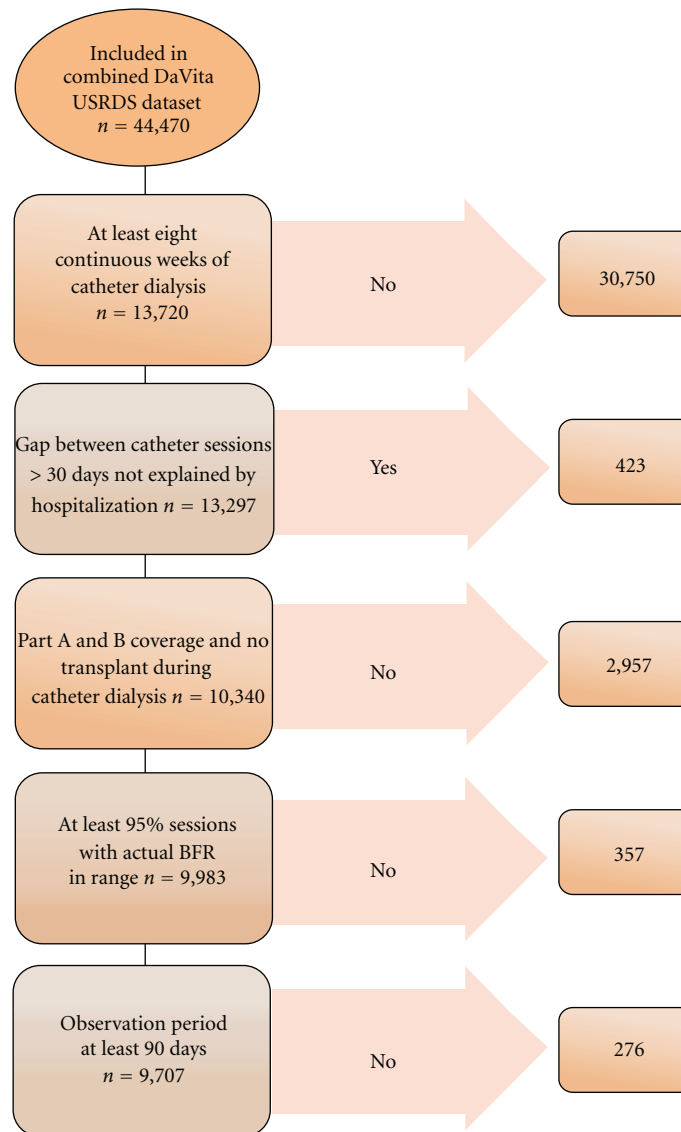 Included in
combined DaVita
USRDS dataset
n = 44,470
At least eight
continuous weeks of
catheter dialysis
n = 13,720
No
30,750
Gap between catheter sessions
> 30 days not explained by
hospitalization n = 13,297
Yes
423
Part A and B coverage and no
transplant during
catheter dialysis n = 10,340
No
2,957
At least 95% sessions
with actual BFR
in range n = 9,983
No
357
Observation period
at least 90 days
n = 9,707
No
276